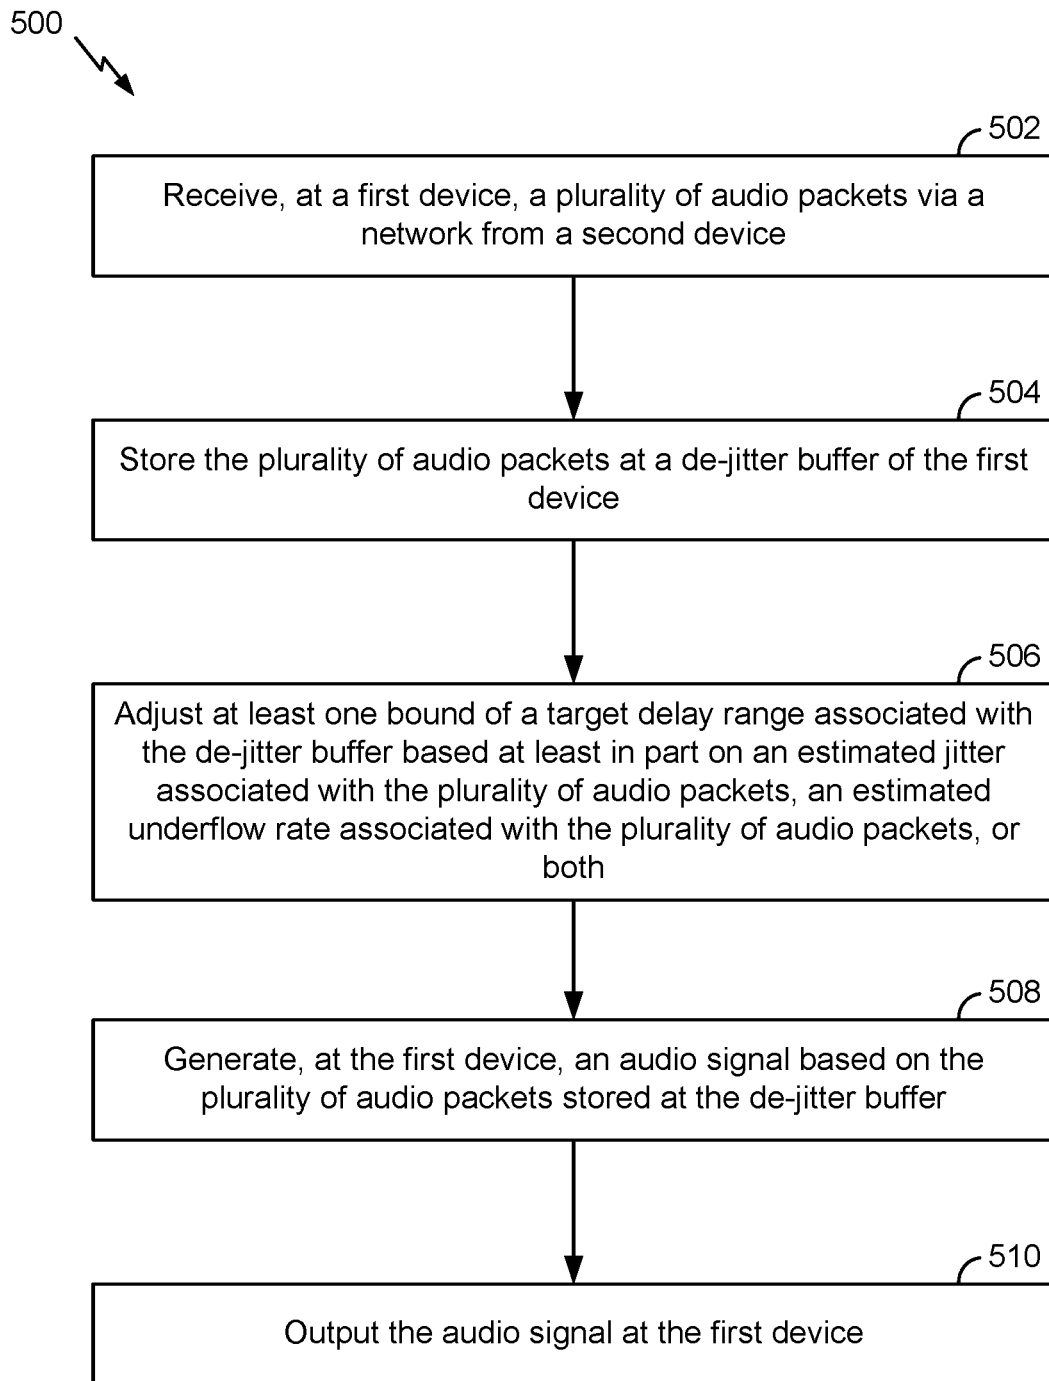 500
502
Receive, at a first device, a plurality of audio packets via a
network from a second device
504
Store the plurality of audio packets at a de-jitter buffer of the first
device
506
Adjust at least one bound of a target delay range associated with
the de-jitter buffer based at least in part on an estimated jitter
associated with the plurality of audio packets, an estimated
underflow rate associated with the plurality of audio packets, or
both
508
Generate, at the first device, an audio signal based on the
plurality of audio packets stored at the de-jitter buffer
510
Output the audio signal at the first device